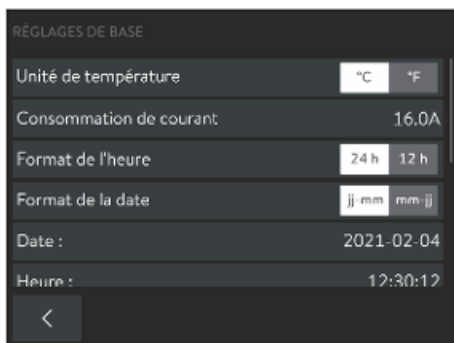 RÉGLAGES DE BASE
Unité de température °C °F
Consommation de courant 16.0A
Format de l'heure 24 h 12 h
Format de la date jj-mm mm-jj
Date : 2021-02-04
Heure : 12:30:12